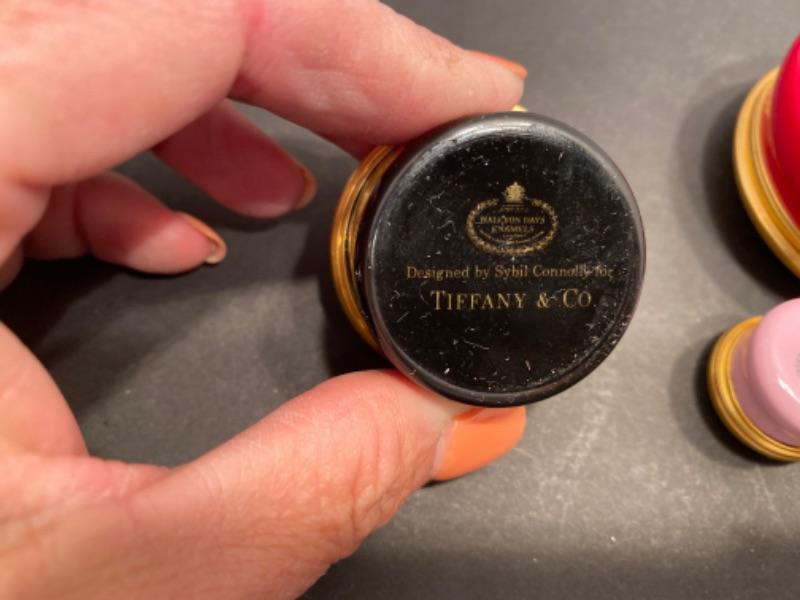 HALCYON DAYS
ENAMELS
Designed by Sybil Connolly for
TIFFANY & CO